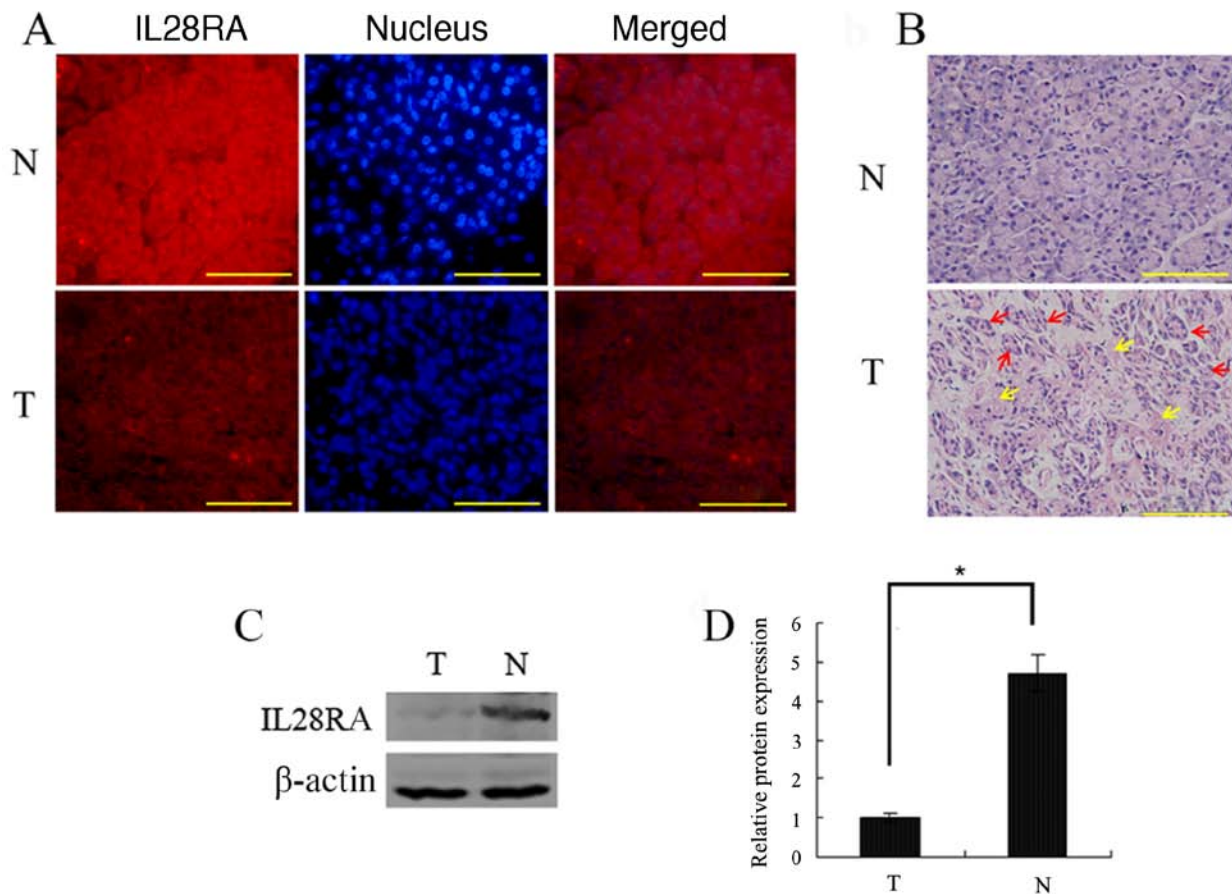 A IL28RA Nucleus Merged B
N
N
T
T
C
T N
IL28RA
β-actin
D
*
Relative protein expression
6
5
4
3
2
1
0
T N